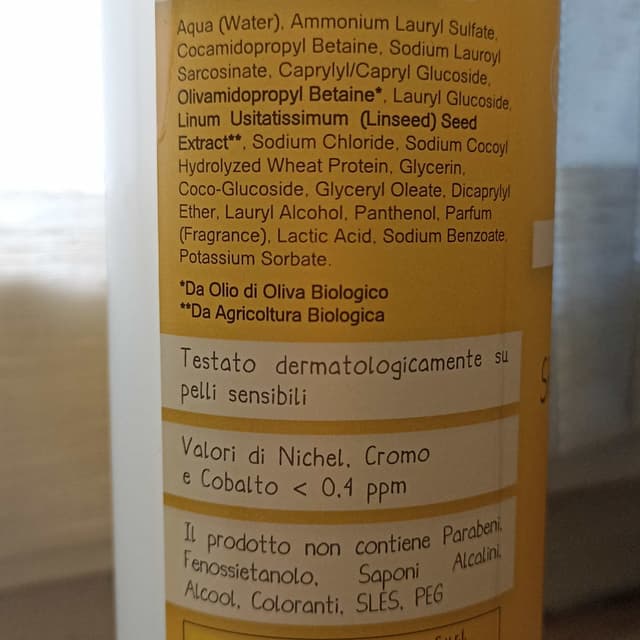 Aqua (Water), Ammonium Lauryl Sulfate,
Cocamidopropyl Betaine, Sodium Lauroyl
Sarcosinate, Caprylyl/Capryl Glucoside,
Olivamidopropyl Betaine*, Lauryl Glucoside,
Linum Usitatissimum (Linseed) Seed
Extract**, Sodium Chloride, Sodium Cocoyl
Hydrolyzed Wheat Protein, Glycerin,
Coco-Glucoside, Glyceryl Oleate, Dicaprylyl
Ether, Lauryl Alcohol, Panthenol, Parfum
(Fragrance), Lactic Acid, Sodium Benzoate,
Potassium Sorbate.
*Da Olio di Oliva Biologico
**Da Agricoltura Biologica
Testato dermatologicamente su
pelli sensibili
Valori di Nichel, Cromo
e Cobalto < 0,4 ppm
Il prodotto non contiene Parabeni,
Fenossietanolo, Saponi Alcalini,
Alcool, Coloranti, SLES, PEG